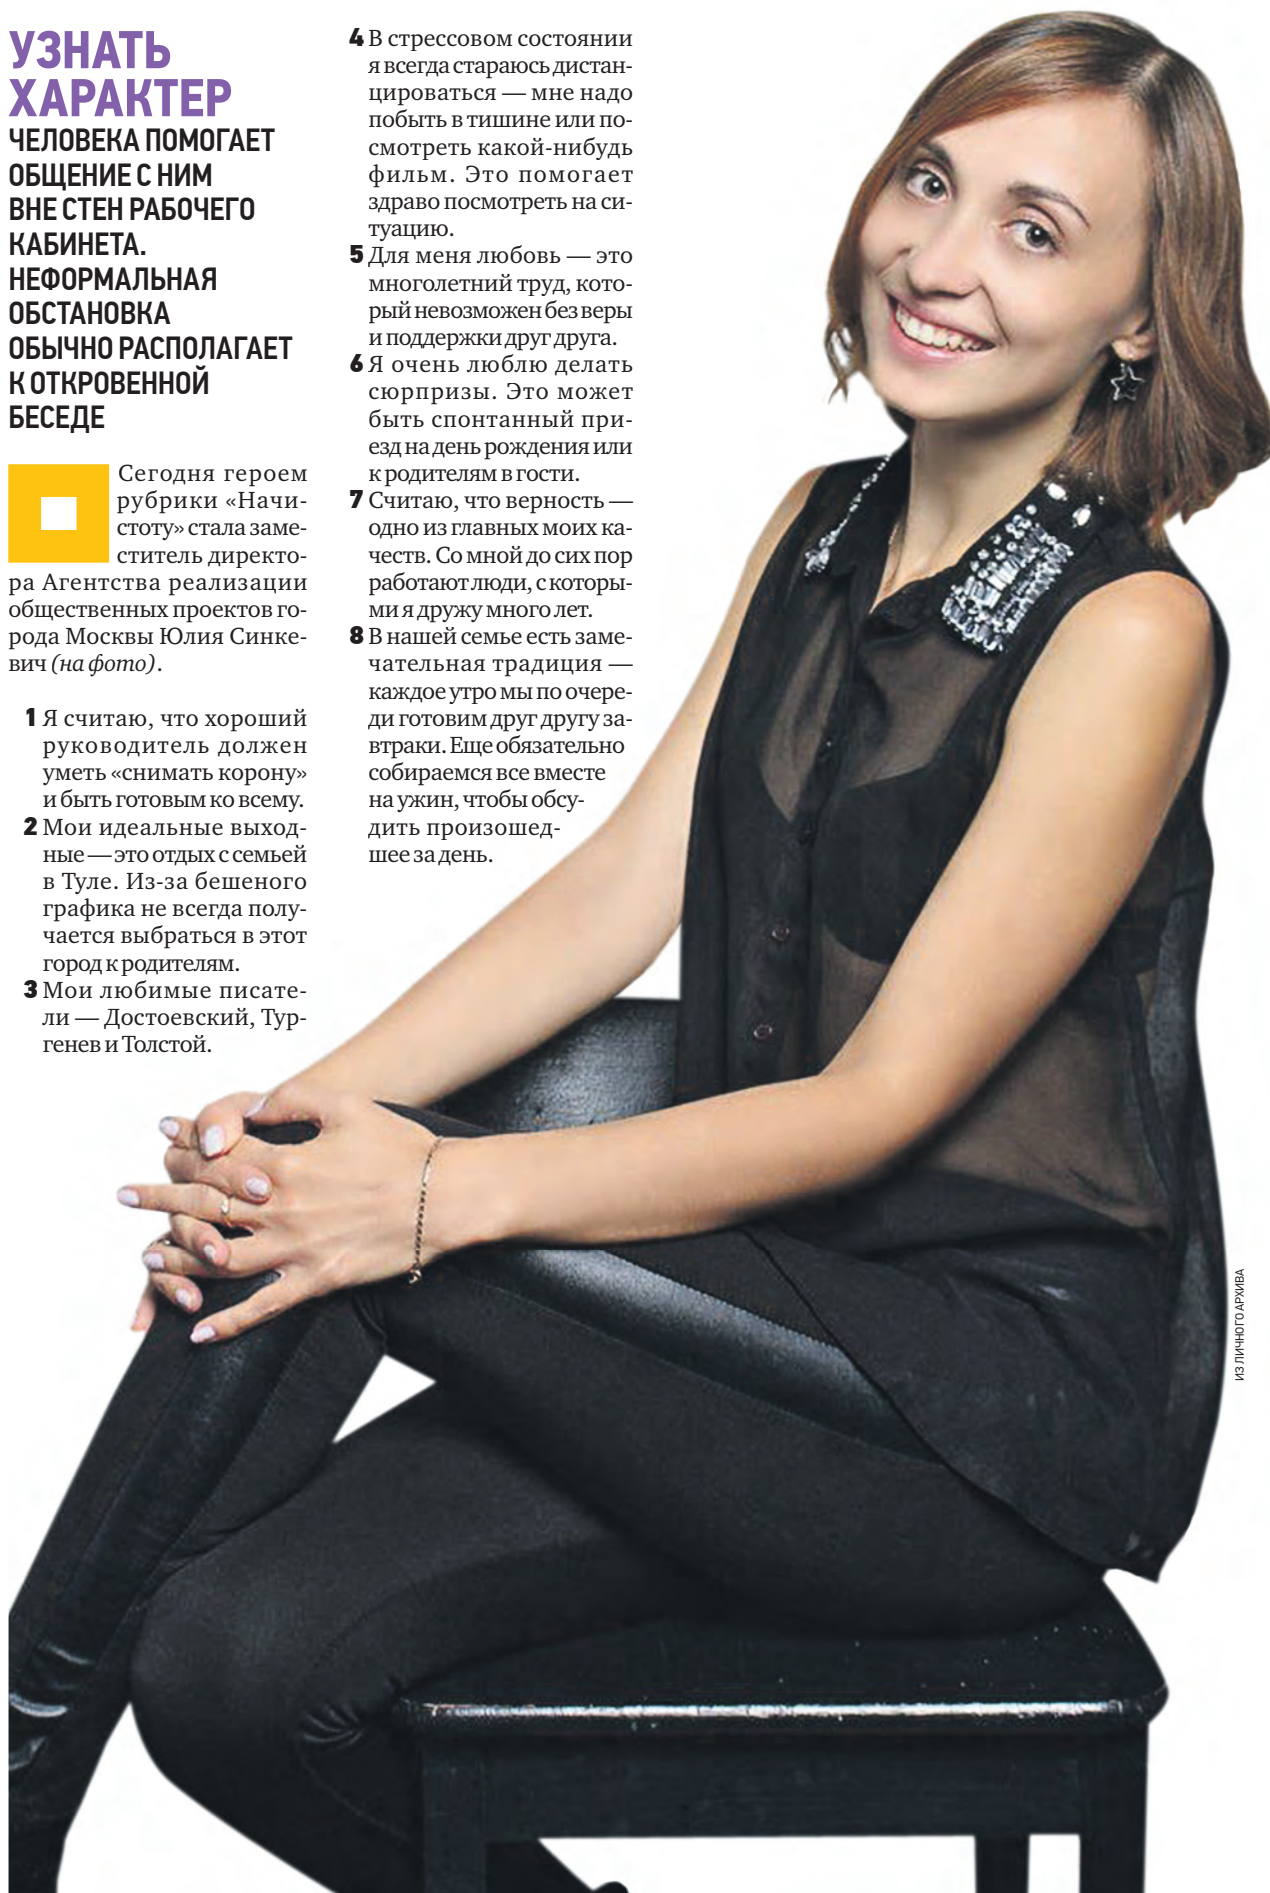 УЗНАТЬ
ХАРАКТЕР
ЧЕЛОВЕКА ПОМОГАЕТ
ОБЩЕНИЕ С НИМ
ВНЕ СТЕН РАБОЧЕГО
КАБИНЕТА.
НЕФОРМАЛЬНАЯ
ОБСТАНОВКА
ОБЫЧНО РАСПОЛАГАЕТ
К ОТКРОВЕННОЙ
БЕСЕДЕ
Сегодня героем
рубрики «Начи-
стоту» стала заме-
ститель директо-
ра Агентства реализации
общественных проектов го-
рода Москвы Юлия Синке-
вич (на фото).
1 Я считаю, что хороший
руководитель должен
уметь «снимать корону»
и быть готовым ко всему.
2 Мои идеальные выход-
ные — это отдых с семьей
в Туле. Из-за бешеного
графика не всегда полу-
чается выбраться в этот
город к родителям.
3 Мои любимые писате-
ли — Достоевский, Тур-
генев и Толстой.
4 В стрессовом состоянии
я всегда стараюсь дистан-
цироваться — мне надо
побыть в тишине или по-
смотреть какой-нибудь
фильм. Это помогает
здраво посмотреть на си-
туацию.
5 Для меня любовь — это
многолетний труд, кото-
рый невозможен без веры
и поддержки друг друга.
6 Я очень люблю делать
сюрпризы. Это может
быть спонтанный при-
езд на день рождения или
к родителям в гости.
7 Считаю, что верность —
одно из главных моих ка-
честв. Со мной до сих пор
работают люди, с которы-
ми я дружу много лет.
8 В нашей семье есть заме-
чательная традиция —
каждое утро мы по очере-
ди готовим друг другу за-
втраки. Еще обязательно
собираемся все вместе
на ужин, чтобы обсу-
дить произошед-
шее за день.
ИЗ ЛИЧНОГО АРХИВА